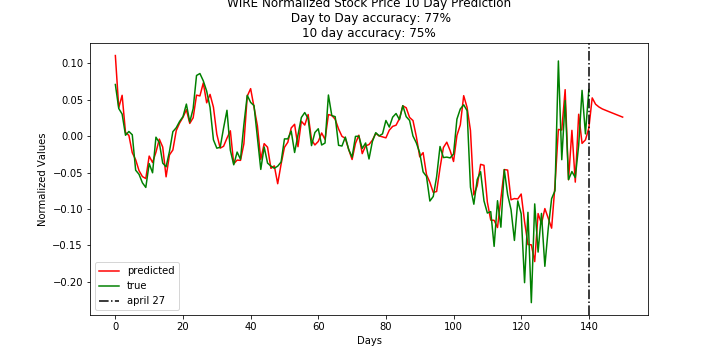 WIRE Normalized Stock Price 10 Day Prediction
Day to Day accuracy: 77%
10 day accuracy: 75%
Normalized Values
0.10
0.05
0.00
−0.05
−0.10
−0.15
−0.20
predicted
true
april 27
0 20 40 60 80 100 120 140
Days